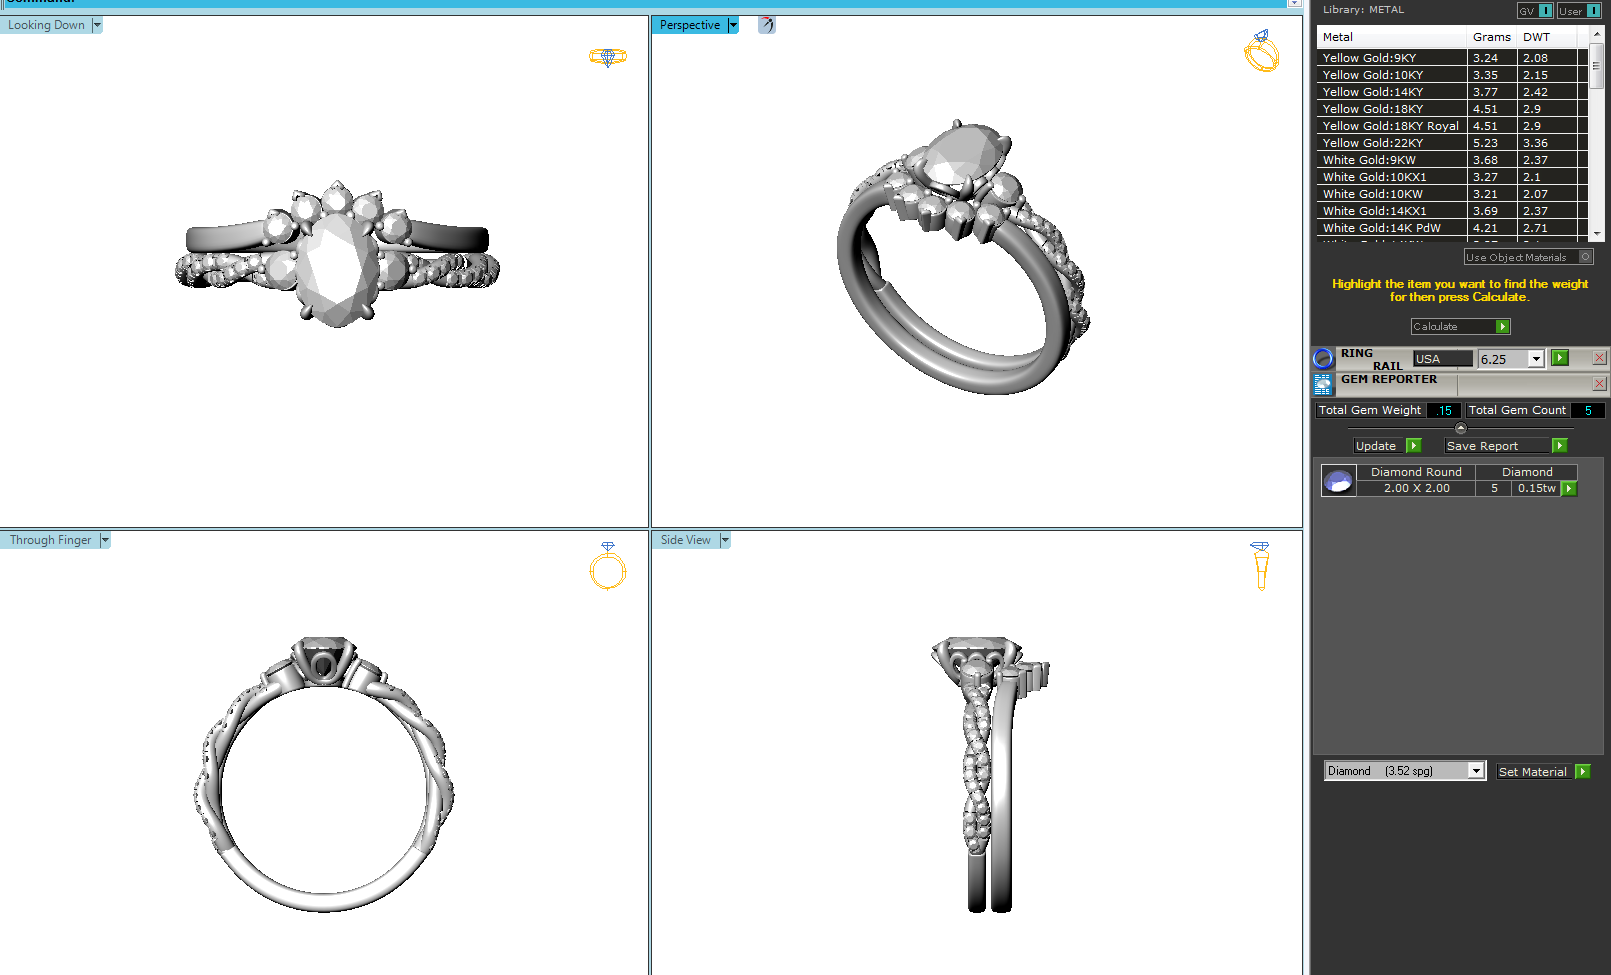 Looking Down
Perspective
Through Finger
Side View
Library: METAL
GV I User I
Metal Grams DWT
Yellow Gold:9KY 3.24 2.08
Yellow Gold:10KY 3.35 2.15
Yellow Gold:14KY 3.77 2.42
Yellow Gold:18KY 4.51 2.9
Yellow Gold:18KY Royal 4.51 2.9
Yellow Gold:22KY 5.23 3.36
White Gold:9KW 3.68 2.37
White Gold:10KX1 3.27 2.1
White Gold:10KW 3.21 2.07
White Gold:14KX1 3.69 2.37
White Gold:14K PdW 4.21 2.71
Use Object Materials
Highlight the item you want to find the weight
for then press Calculate.
Calculate
RING
RAIL USA 6.25
GEM REPORTER
Total Gem Weight .15 Total Gem Count 5
Update Save Report
Diamond Round Diamond
2.00 X 2.00 5 0.15tw
Diamond (3.52 spg) Set Material